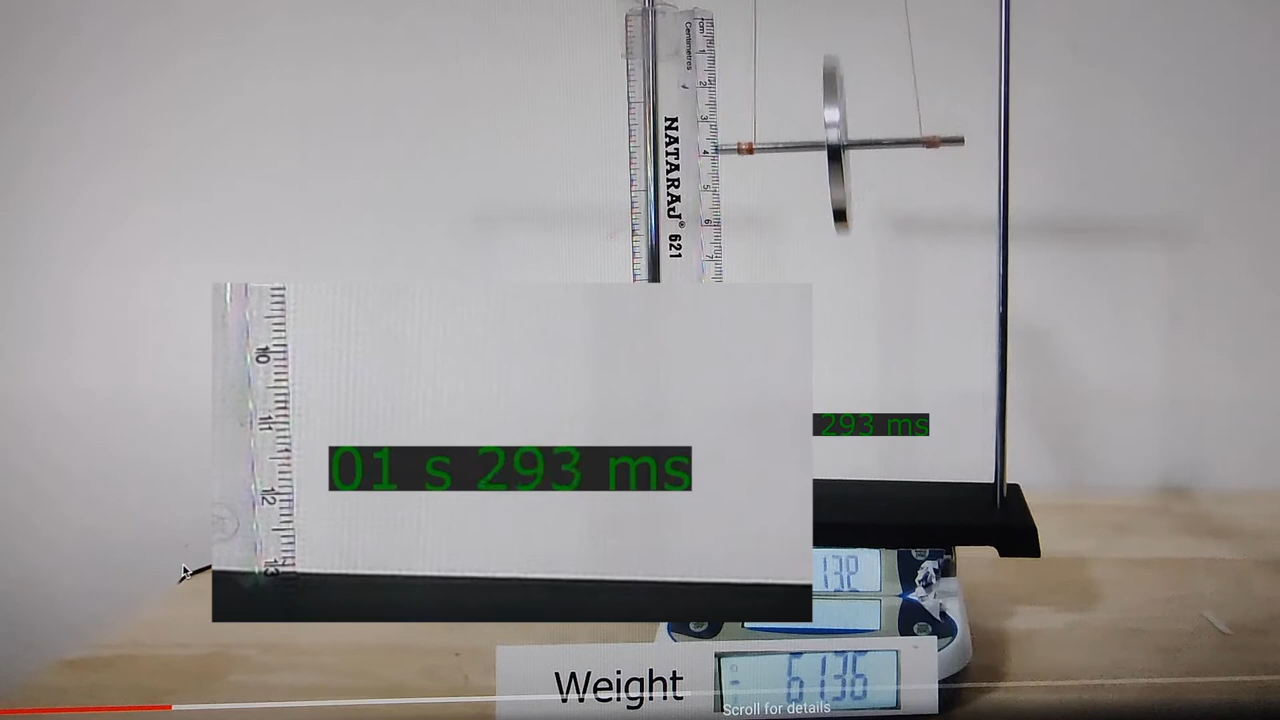 cm
Centimetres
1
2
3
4
5
6
7
NATARAJ® 621
10
11
12
13
01 s 293 ms
293 ms
Weight
Scroll for details